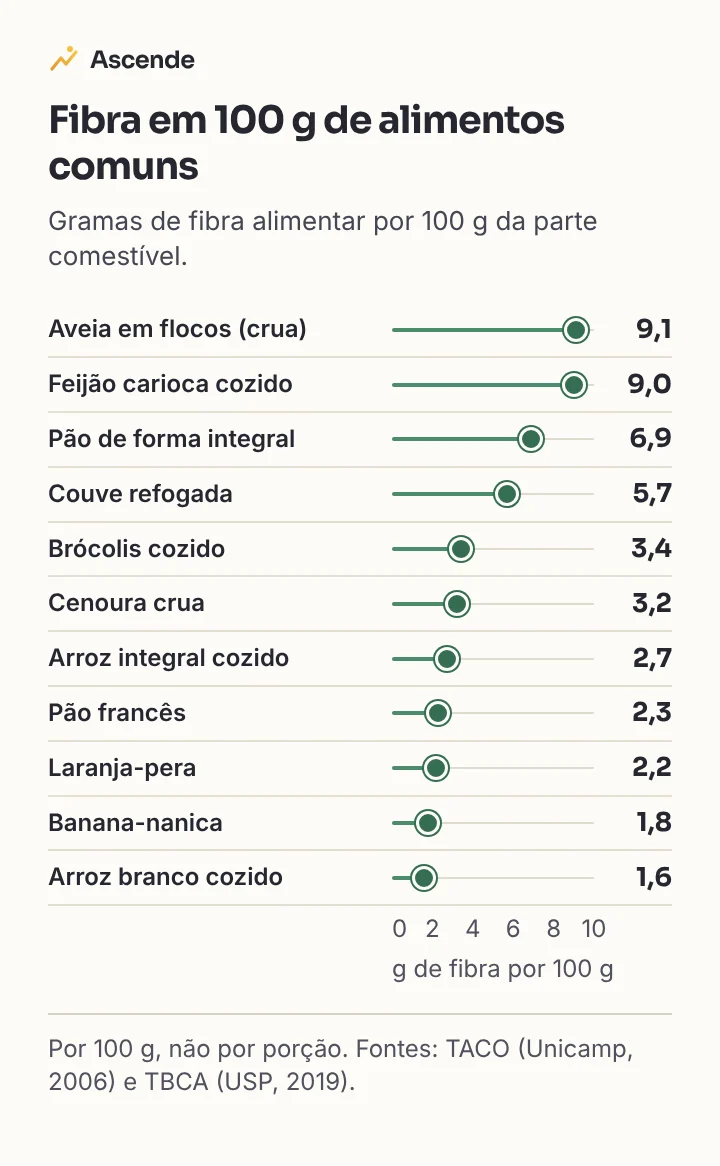 Ascende
Fibra em 100 g de alimentos
comuns
Gramas de fibra alimentar por 100 g da parte
comestível.
Aveia em flocos (crua) 9,1
Feijão carioca cozido 9,0
Pão de forma integral 6,9
Couve refogada 5,7
Brócolis cozido 3,4
Cenoura crua 3,2
Arroz integral cozido 2,7
Pão francês 2,3
Laranja-pera 2,2
Banana-nanica 1,8
Arroz branco cozido 1,6
0 2 4 6 8 10
g de fibra por 100 g
Por 100 g, não por porção. Fontes: TACO (Unicamp,
2006) e TBCA (USP, 2019).